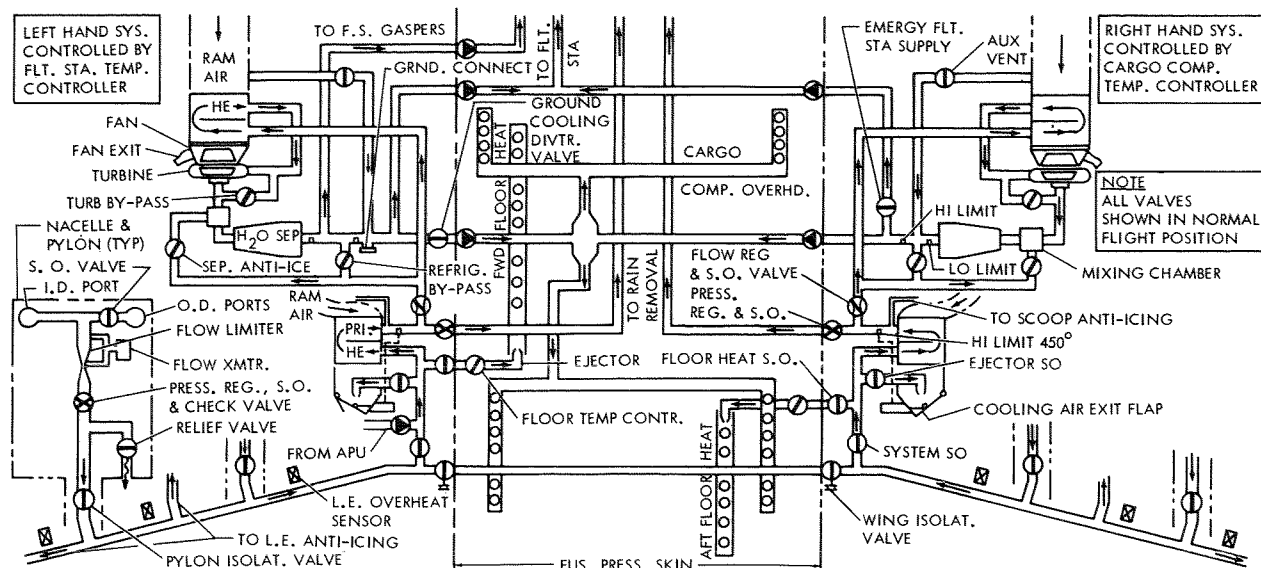 LEFT HAND SYS.
CONTROLLED BY
FLT. STA. TEMP.
CONTROLLER
RAM
AIR
HE
FAN
FAN EXIT
TURBINE
TURB BY-PASS
NACELLE &
PYLON (TYP)
S. O. VALVE
I.D. PORT
O.D. PORTS
FLOW LIMITER
FLOW XMTR.
PRESS. REG., S.O.
& CHECK VALVE
RELIEF VALVE
TO F.S. GASPERS
GRND. CONNECT
TO FLT.
STA
GROUND
COOLING
DIVTR.
VALVE
H2O SEP
SEP. ANTI-ICE
REFRIG.
BY-PASS
RAM
AIR
PRI
HE
FROM APU
L.E. OVERHEAT
SENSOR
TO L.E. ANTI-ICING
PYLON ISOLAT. VALVE
FWD FLOOR HEAT
EJECTOR
FLOOR TEMP CONTR.
CARGO
COMP. OVERHD.
TO RAIN
REMOVAL
EMERGY FLT.
STA SUPPLY
AUX
VENT
RIGHT HAND SYS.
CONTROLLED BY
CARGO COMP.
TEMP. CONTROLLER
NOTE
ALL VALVES
SHOWN IN NORMAL
FLIGHT POSITION
HI LIMIT
LO LIMIT
MIXING CHAMBER
FLOW REG
& S.O. VALVE
PRESS.
REG. & S.O.
TO SCOOP ANTI-ICING
HI LIMIT 450°
EJECTOR SO
FLOOR HEAT S.O.
COOLING AIR EXIT FLAP
SYSTEM SO
AFT FLOOR HEAT
WING ISOLAT.
VALVE
FUS. PRESS. SKIN